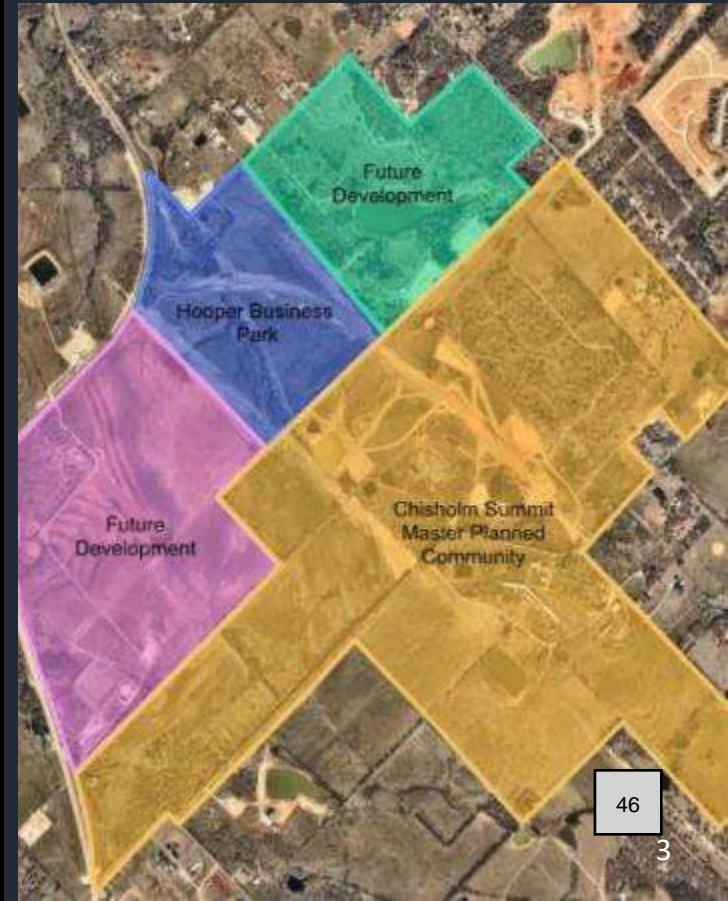 Future
Development
Hooper Business
Park
Chisholm Summit
Master Planned
Community
Future
Development
46
3